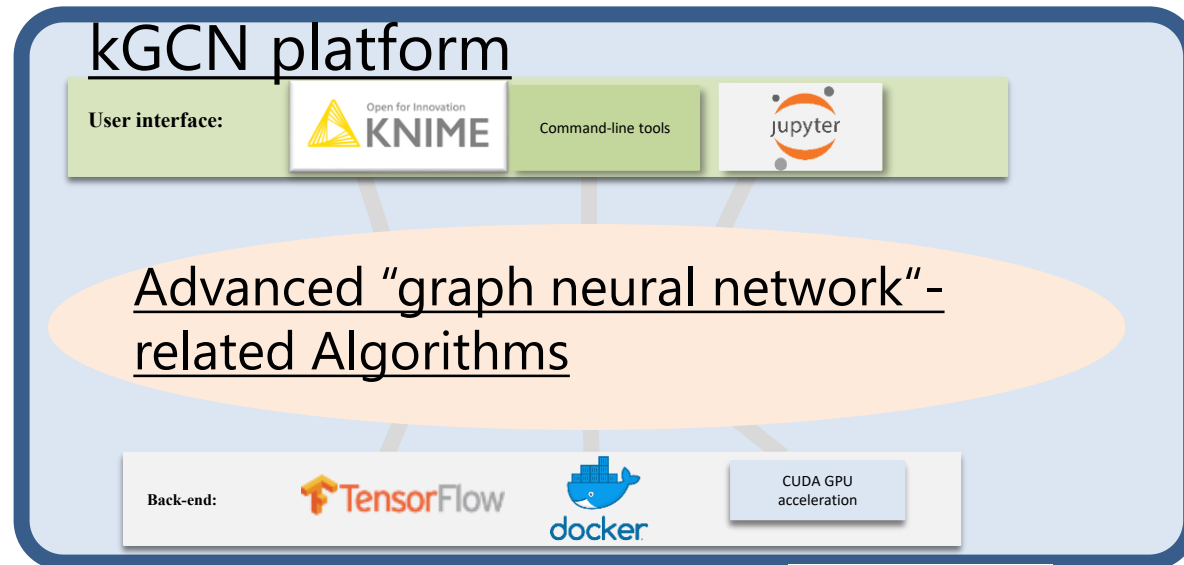 kGCN platform
User interface:
Open for Innovation
KNIME
Command-line tools
jupyter
Advanced “graph neural network“-
related Algorithms
Back-end:
TensorFlow
docker
CUDA GPU
acceleration